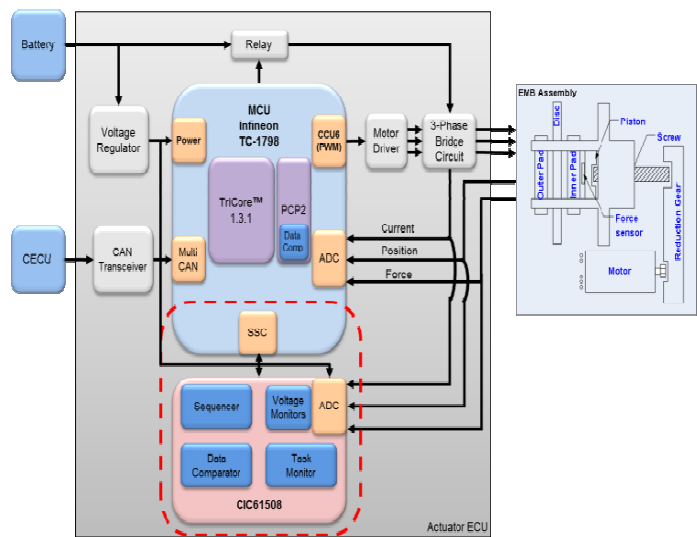 Battery
Relay
EMB Assembly
MCU
Infineon
TC-1798
Voltage
Regulator
Power
CCU6
(PWM)
Motor
Driver
3-Phase
Bridge
Circuit
Disc
Piaton
Screw
Outer Pad
Inner Pad
TriCore™
1.3.1
PCP2
Data
Comp
Force
sensor
Reduction Gear
Current
CECU
CAN
Transceiver
Multi
CAN
ADC
Position
Force
Motor
SSC
Sequencer
Voltage
Monitors
ADC
Data
Comparator
Task
Monitor
CIC61508
Actuator ECU